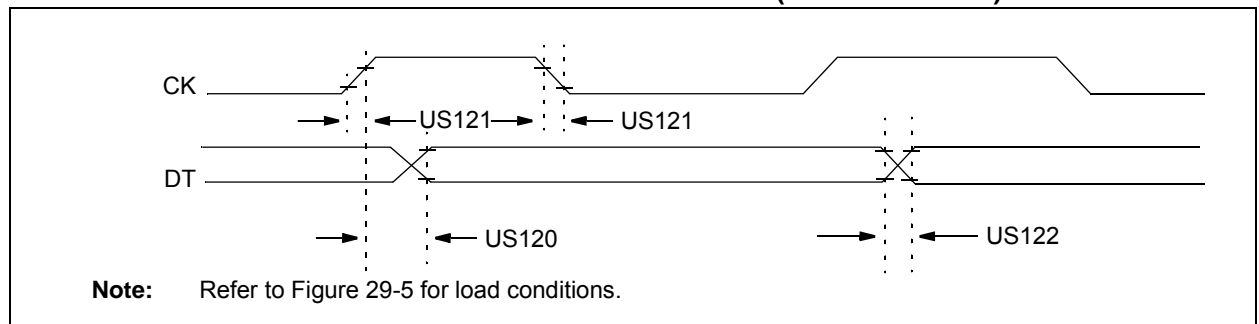 CK
US121 US121
DT
US120 US122
Note: Refer to Figure 29-5 for load conditions.